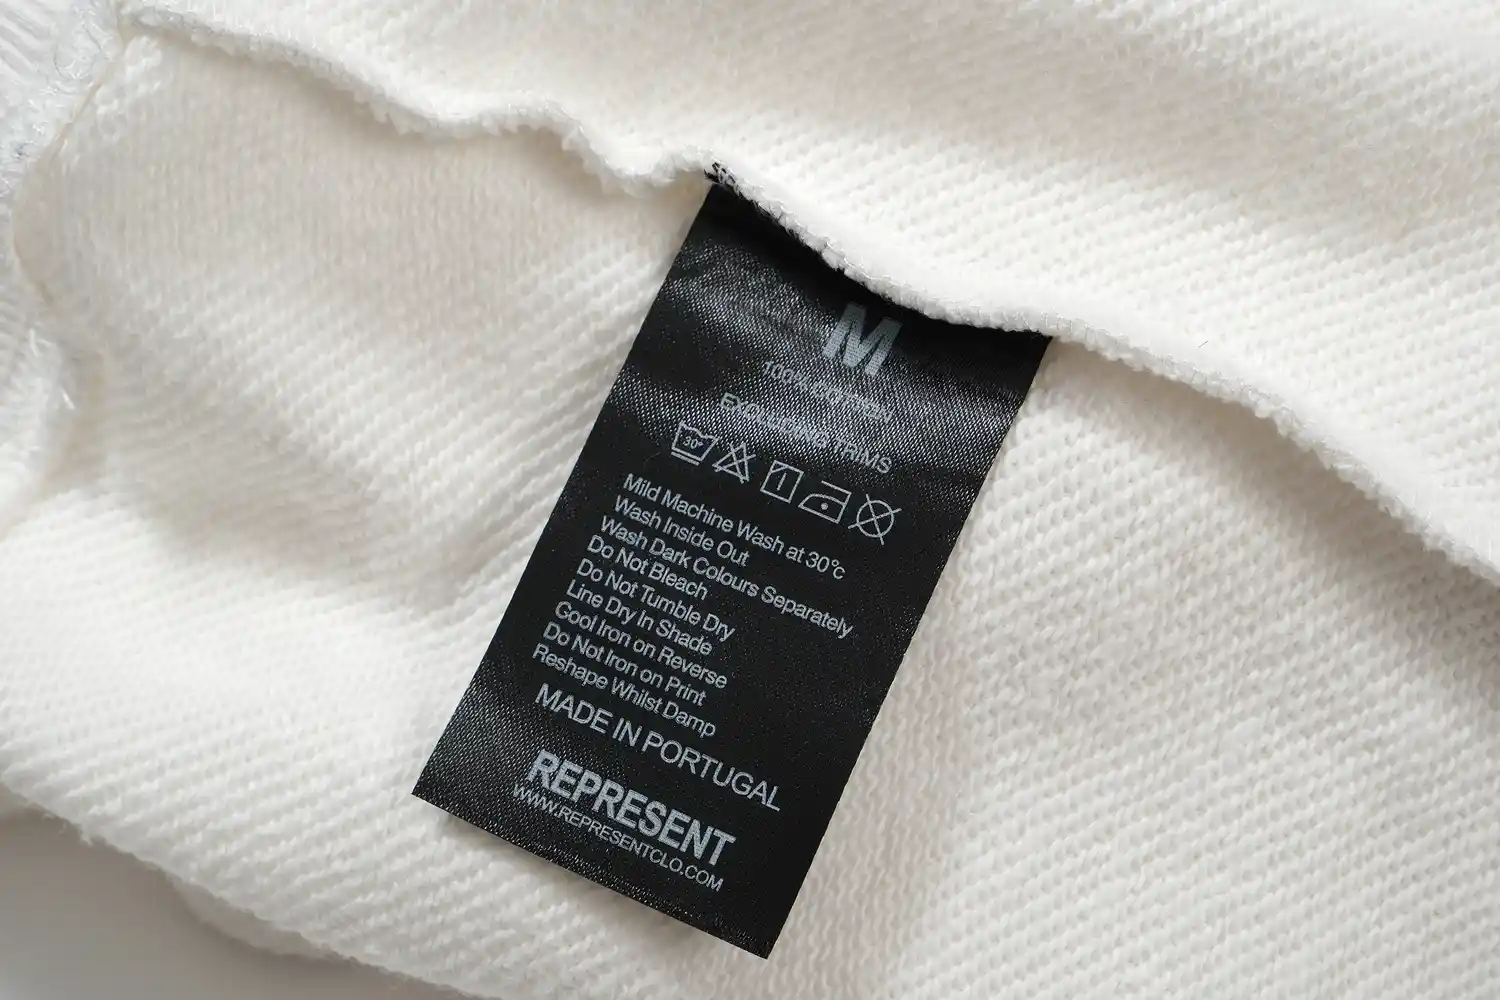 M
100% COTTON
EXCLUDING TRIMS
30°
1
Mild Machine Wash at 30°c
Wash Inside Out
Wash Dark Colours Separately
Do Not Bleach
Do Not Tumble Dry
Line Dry In Shade
Cool Iron on Reverse
Do Not Iron on Print
Reshape Whilst Damp
MADE IN PORTUGAL
REPRESENT
WWW.REPRESENTCLO.COM